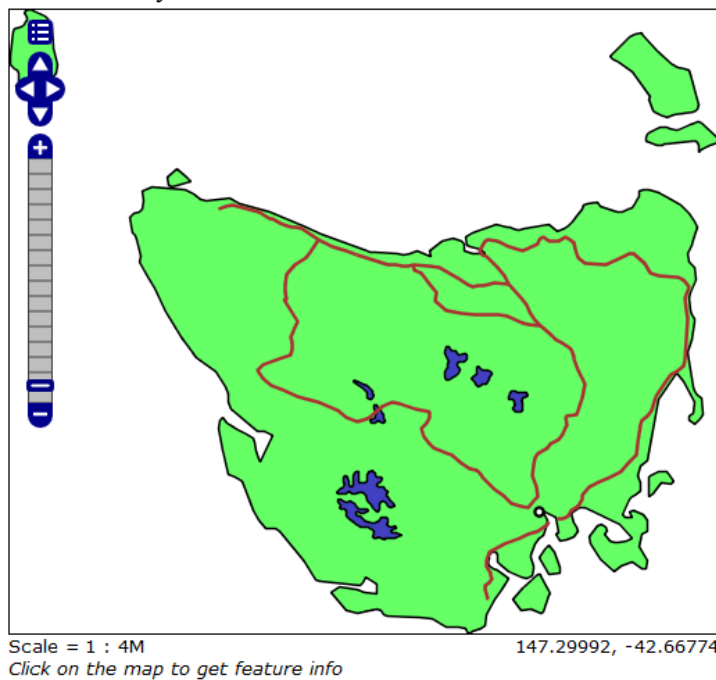 Scale = 1 : 4M
147.29992, -42.66774
Click on the map to get feature info